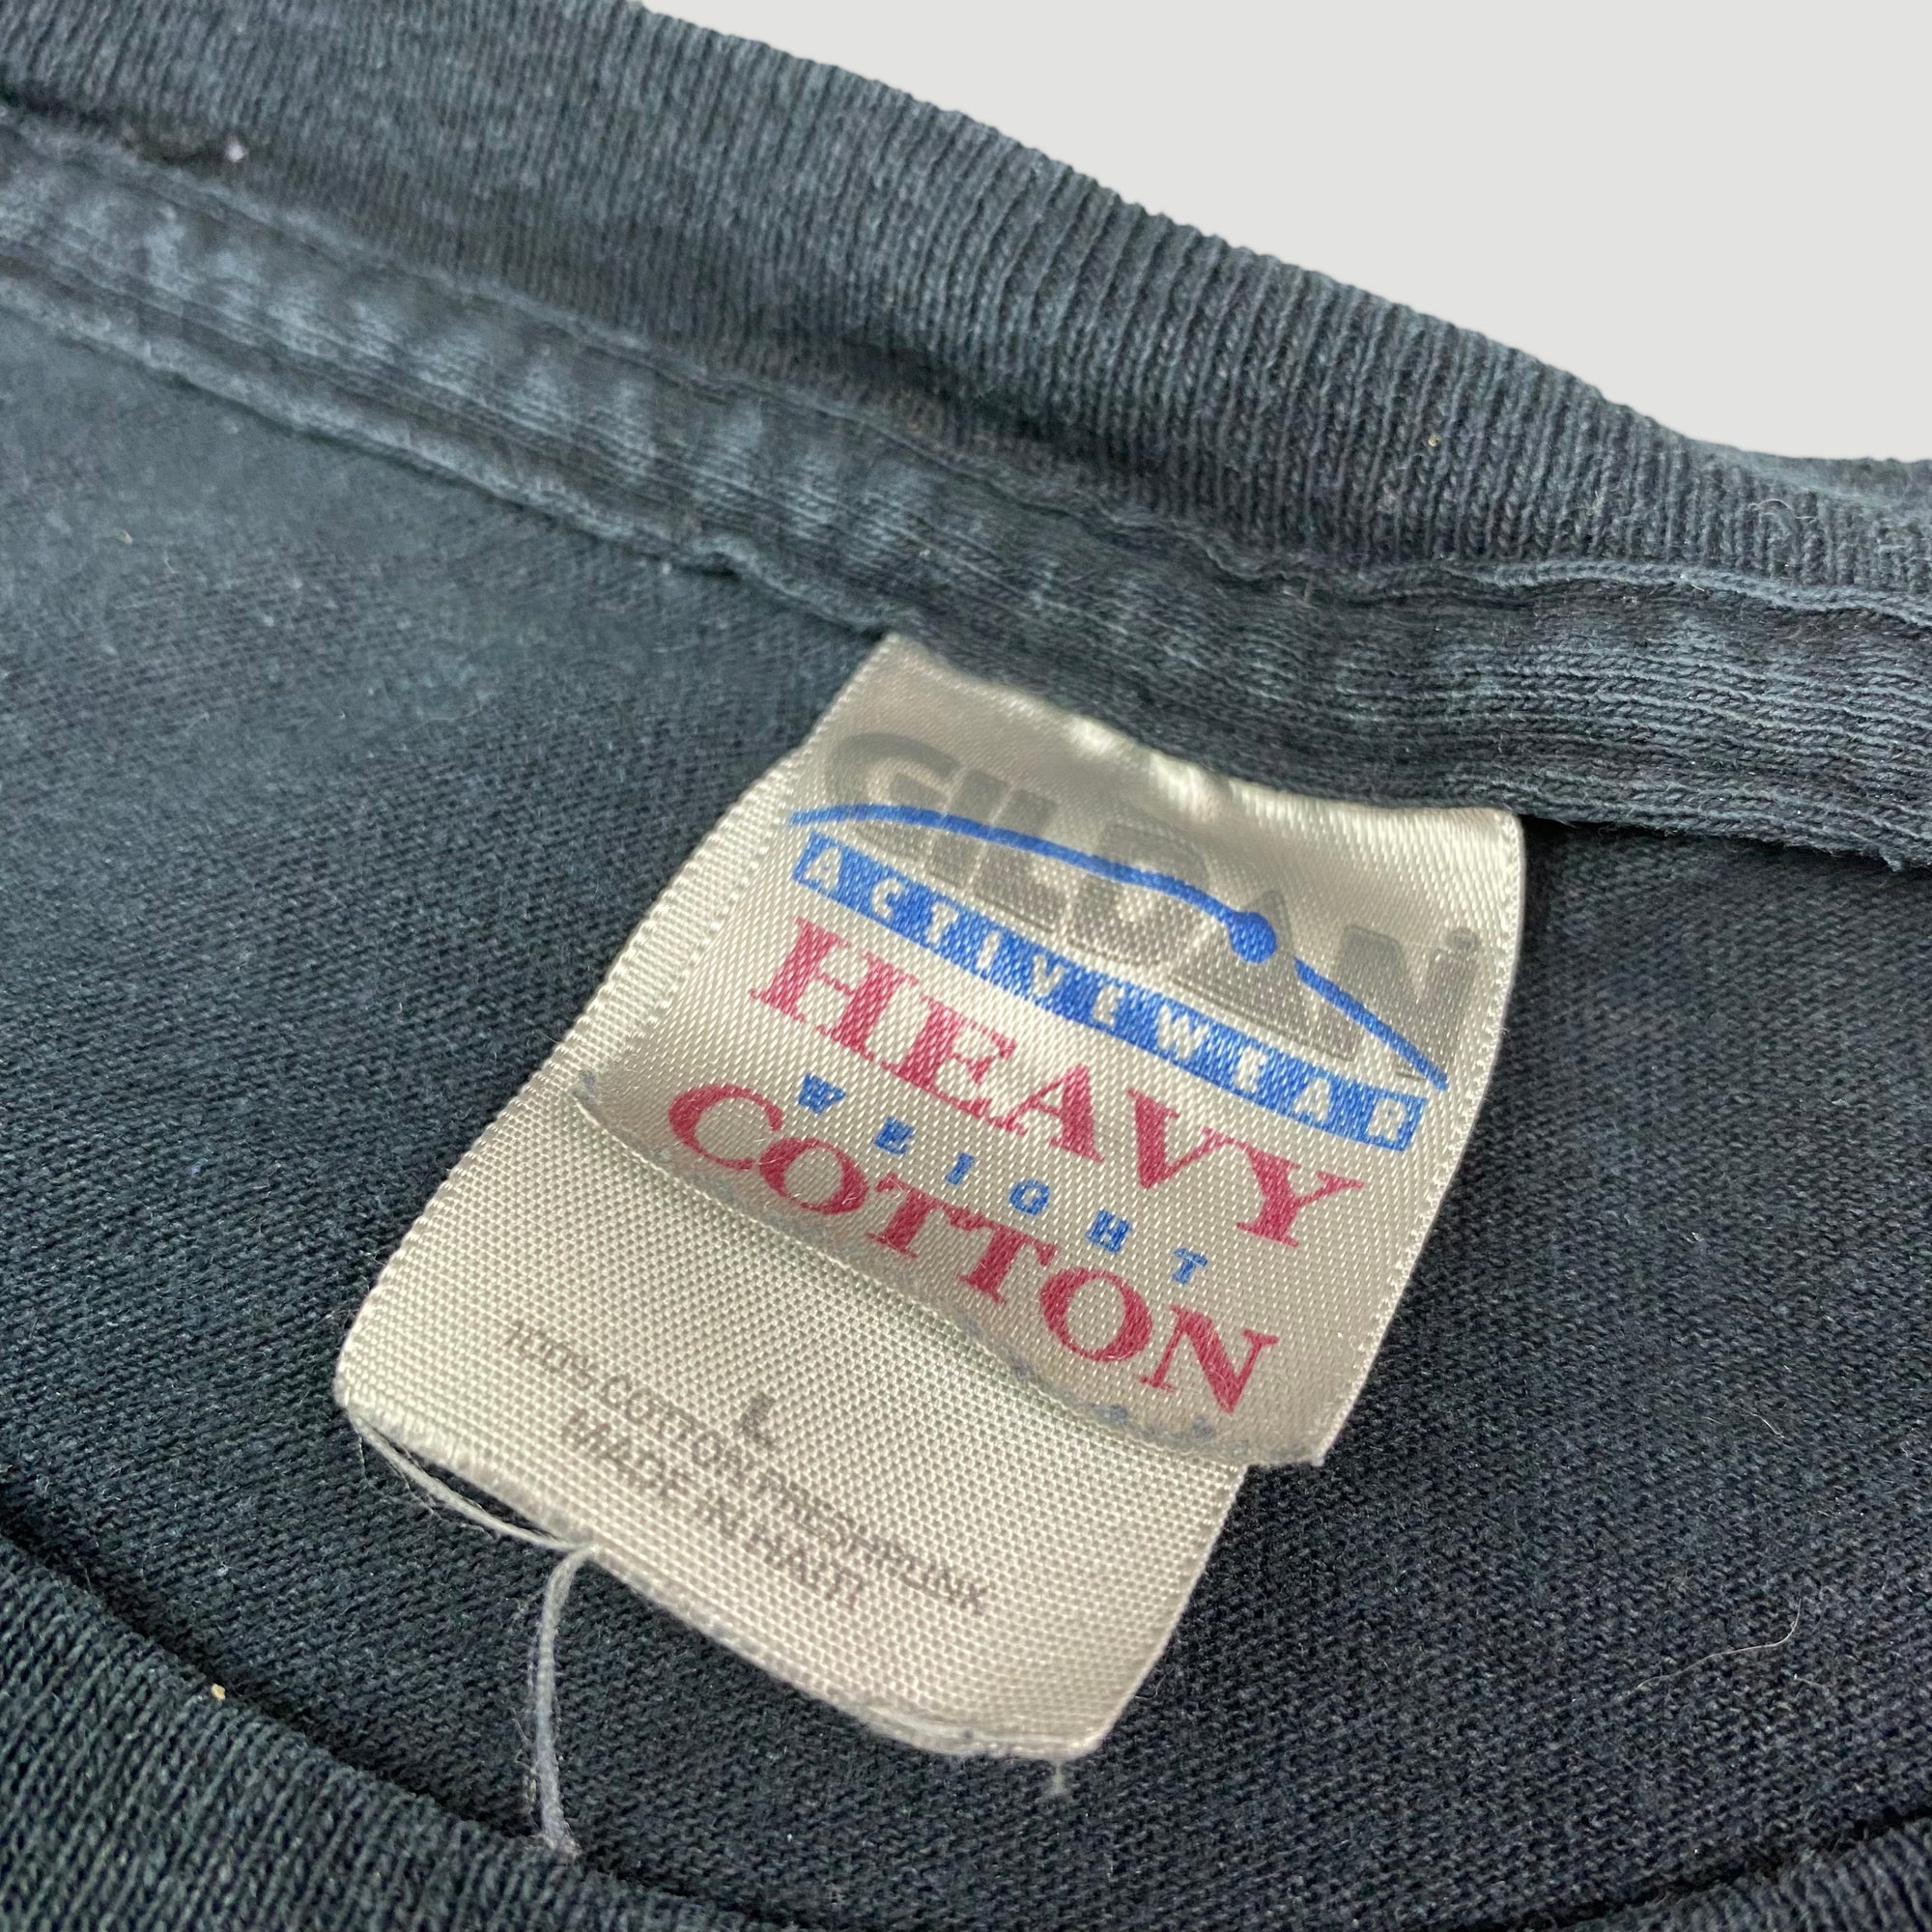 GILDAN
ACTIVEWEAR
HEAVY
WEIGHT
COTTON
L
100% COTTON PRESHRUNK
MADE IN HAITI